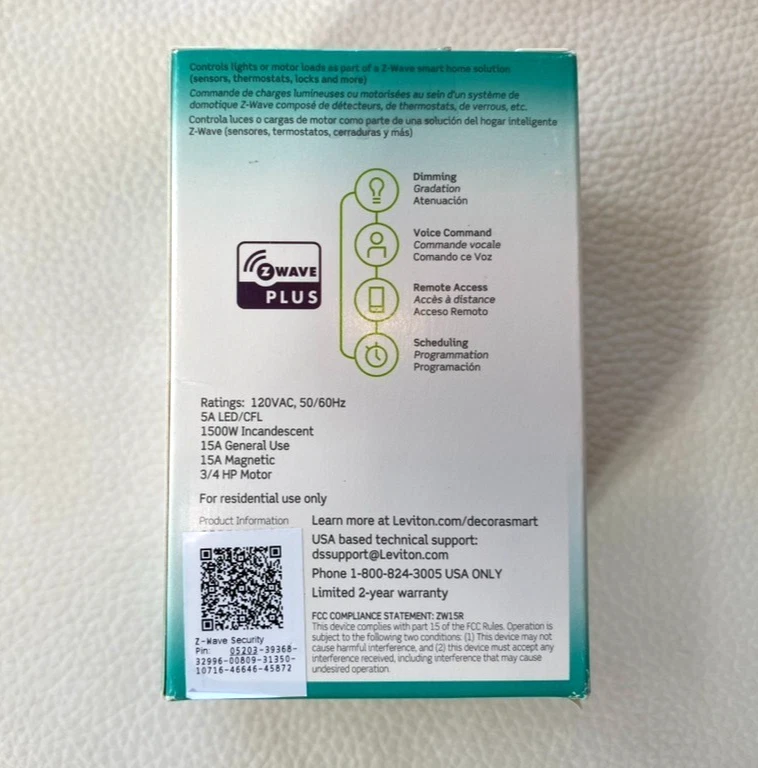 Controls lights or motor loads as part of a Z-Wave smart home solution
(sensors, thermostats, locks and more)
Commande de charges lumineuses ou motorisées au sein d'un système de
domotique Z-Wave composé de détecteurs, de thermostats, de verrous, etc.
Controla luces o cargas de motor como parte de una solución del hogar inteligente
Z-Wave (sensores, termostatos, cerraduras y más)
Dimming
Gradation
Atenuación
Voice Command
Commande vocale
Comando ce Voz
Z WAVE
PLUS
Remote Access
Accès à distance
Acceso Remoto
Scheduling
Programmation
Programación
Ratings: 120VAC, 50/60Hz
5A LED/CFL
1500W Incandescent
15A General Use
15A Magnetic
3/4 HP Motor
For residential use only
Product Information
Learn more at Leviton.com/decorasmart
USA based technical support:
dssupport@Leviton.com
Phone 1-800-824-3005 USA ONLY
Limited 2-year warranty
FCC COMPLIANCE STATEMENT: ZW15R
This device complies with part 15 of the FCC Rules. Operation is
subject to the following two conditions: (1) This device may not
cause harmful interference, and (2) this device must accept any
interference received, including interference that may cause
undesired operation.
Z-Wave Security
Pin: 05203-39368-
32996-00809-31350-
10716-46646-45872